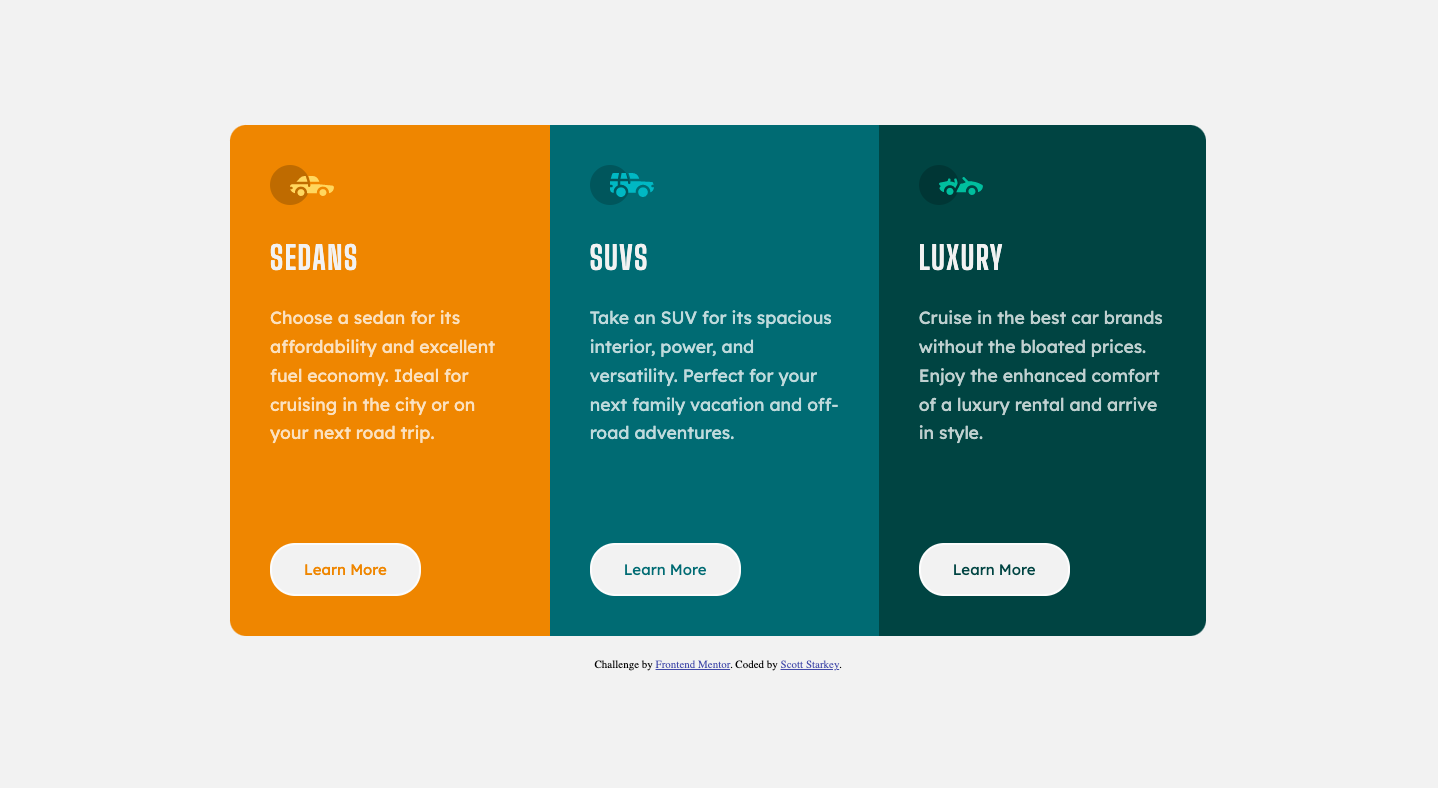 SEDANS
Choose a sedan for its
affordability and excellent
fuel economy. Ideal for
cruising in the city or on
your next road trip.
Learn More
SUVS
Take an SUV for its spacious
interior, power, and
versatility. Perfect for your
next family vacation and off-
road adventures.
Learn More
LUXURY
Cruise in the best car brands
without the bloated prices.
Enjoy the enhanced comfort
of a luxury rental and arrive
in style.
Learn More
Challenge by Frontend Mentor. Coded by Scott Starkey.